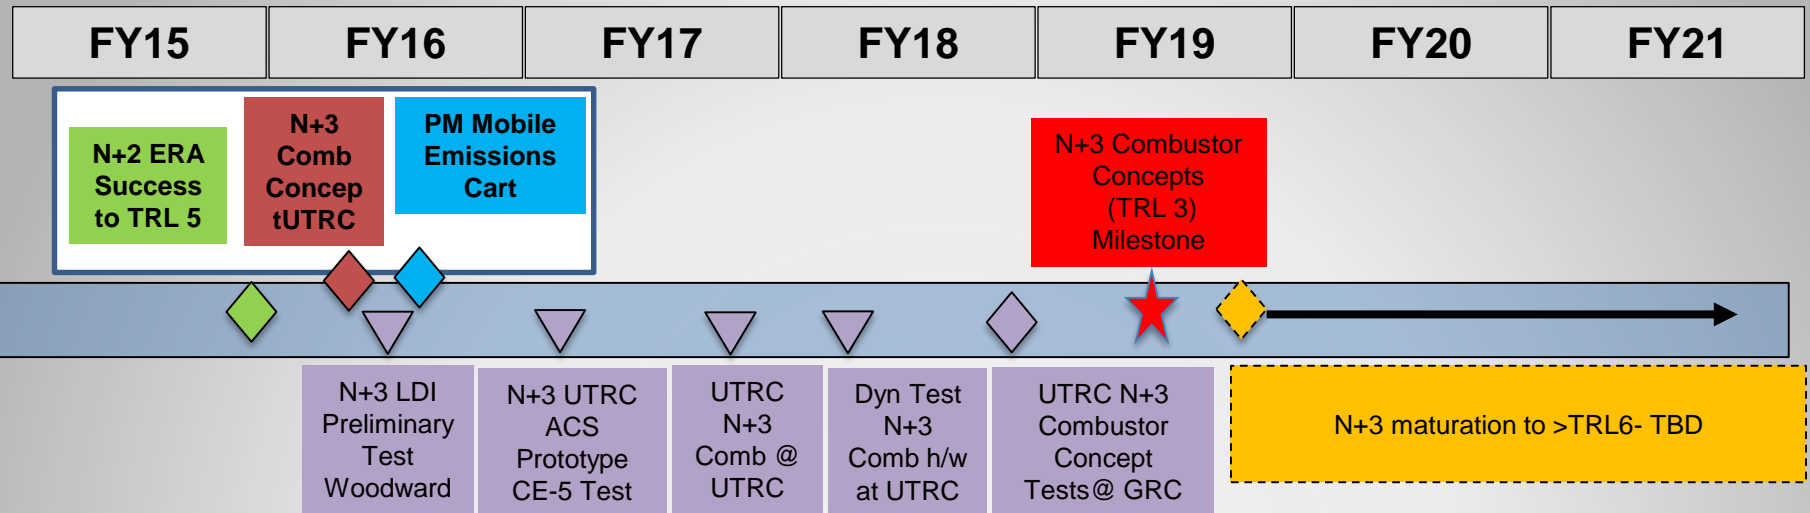 FY15
FY16
FY17
FY18
FY19
FY20
FY21
N+2 ERA
Success
to TRL 5
N+3
Comb
Concep
tUTRC
PM Mobile
Emissions
Cart
N+3 Combustor
Concepts
(TRL 3)
Milestone
N+3 LDI
Preliminary
Test
Woodward
N+3 UTRC
ACS
Prototype
CE-5 Test
UTRC
N+3
Comb @
UTRC
Dyn Test
N+3
Comb h/w
at UTRC
UTRC N+3
Combustor
Concept
Tests@ GRC
N+3 maturation to >TRL6- TBD